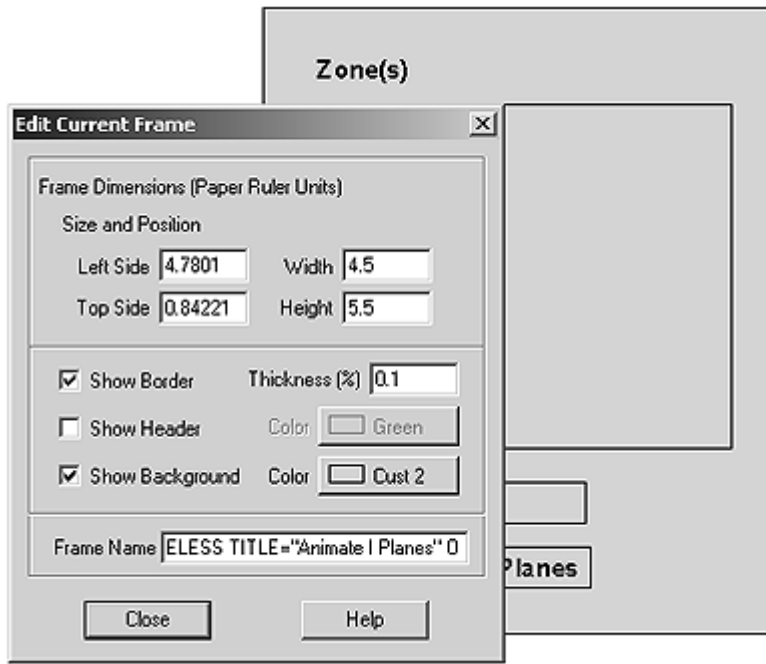 Zone(s)
Edit Current Frame
Frame Dimensions (Paper Ruler Units)
Size and Position
Left Side 4.7801 Width 4.5
Top Side 0.84221 Height 5.5
Show Border Thickness (%) 0.1
Show Header Color Green
Show Background Color Cust 2
Frame Name ELESS TITLE="Animate I Planes" O
Planes
Close Help